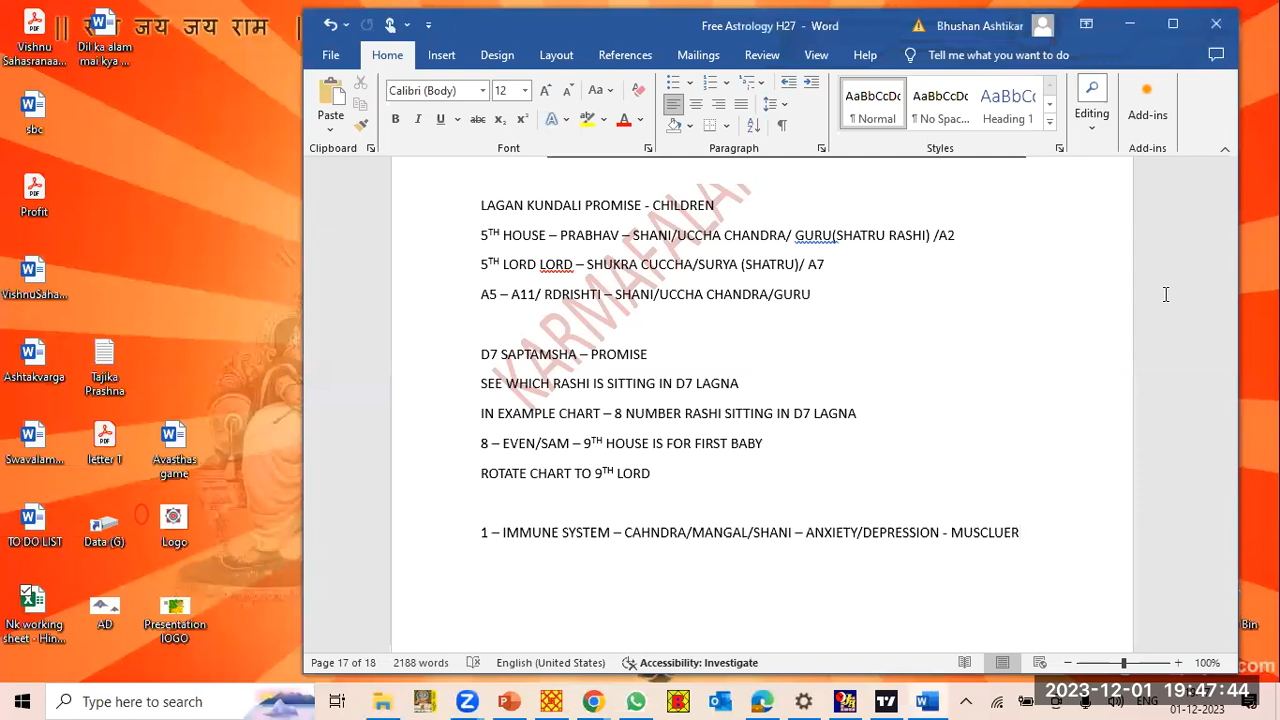 || जय जय राम ||
Vishnu Sahasranaa...
Dil ka alam mai kya ...
sbc
Profit
VishnuSaha...
Ashtakvarga
Tajika Prashna
Swavalam...
letter T
Avasthas game
TO DO LIST
Data (G)
Logo
Nk working sheet - Hin...
AD
Presentation lOGO
Free Astrology H27 - Word
Bhushan Ashtikar
File Home Insert Design Layout References Mailings Review View Help Tell me what you want to do
Paste
Calibri (Body) 12
Clipboard Font Paragraph Styles Editing Add-ins
AaBbCcDc AaBbCcDc AaBbCc
¶ Normal ¶ No Spac... Heading 1
Add-ins
KARMAFALAM
LAGAN KUNDALI PROMISE - CHILDREN
5TH HOUSE – PRABHAV – SHANI/UCCHA CHANDRA/ GURU(SHATRU RASHI) /A2
5TH LORD LORD – SHUKRA CUCCHA/SURYA (SHATRU)/ A7
A5 – A11/ RDRISHTI – SHANI/UCCHA CHANDRA/GURU
D7 SAPTAMSHA – PROMISE
SEE WHICH RASHI IS SITTING IN D7 LAGNA
IN EXAMPLE CHART – 8 NUMBER RASHI SITTING IN D7 LAGNA
8 – EVEN/SAM – 9TH HOUSE IS FOR FIRST BABY
ROTATE CHART TO 9TH LORD
1 – IMMUNE SYSTEM – CAHNDRA/MANGAL/SHANI – ANXIETY/DEPRESSION - MUSCLUER
Page 17 of 18 2188 words English (United States) Accessibility: Investigate 100%
Bin
Type here to search
ENG
01-12-2023
2023-12-01 19:47:44